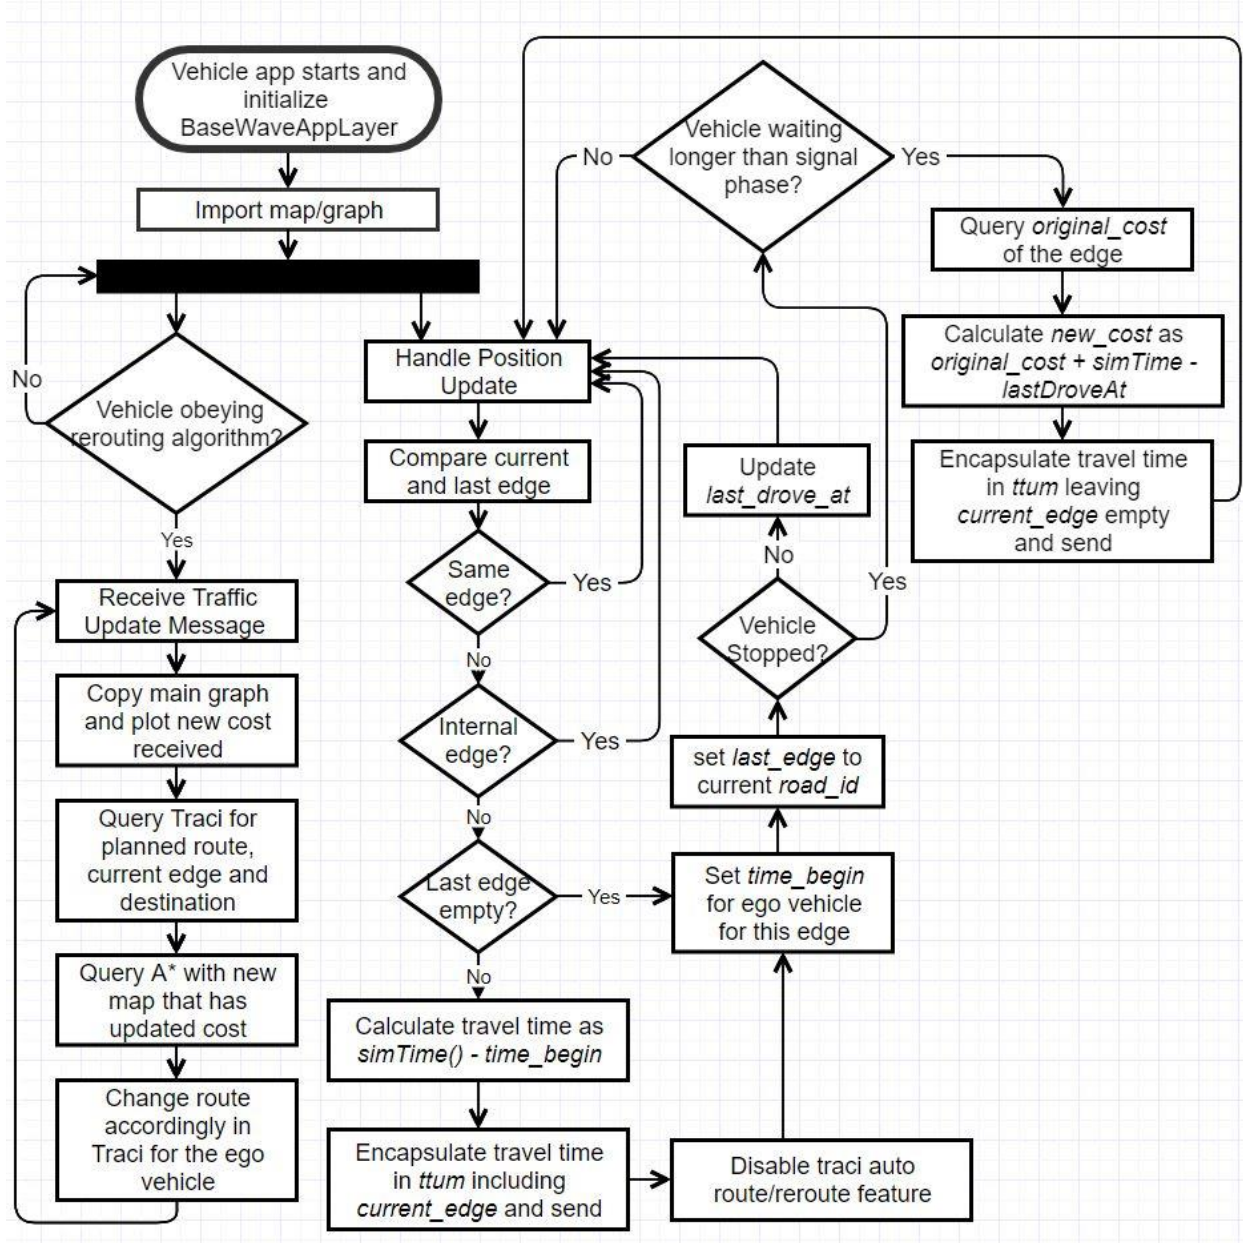 Vehicle app starts and
initialize
BaseWaveAppLayer
Import map/graph
No
Vehicle obeying
rerouting algorithm?
Yes
Receive Traffic
Update Message
Copy main graph
and plot new cost
received
Query Traci for
planned route,
current edge and
destination
Query A* with new
map that has
updated cost
Change route
accordingly in
Traci for the ego
vehicle
Handle Position
Update
Compare current
and last edge
Same
edge?
Yes
No
Internal
edge?
Yes
No
Last edge
empty?
Yes
No
Calculate travel time as
simTime() - time_begin
Encapsulate travel time
in ttum including
current_edge and send
Disable traci auto
route/reroute feature
Set time_begin
for ego vehicle
for this edge
set last_edge to
current road_id
Vehicle
Stopped?
No
Yes
Update
last_drove_at
Vehicle waiting
longer than signal
phase?
No
Yes
Query original_cost
of the edge
Calculate new_cost as
original_cost + simTime -
lastDroveAt
Encapsulate travel time
in ttum leaving
current_edge empty
and send